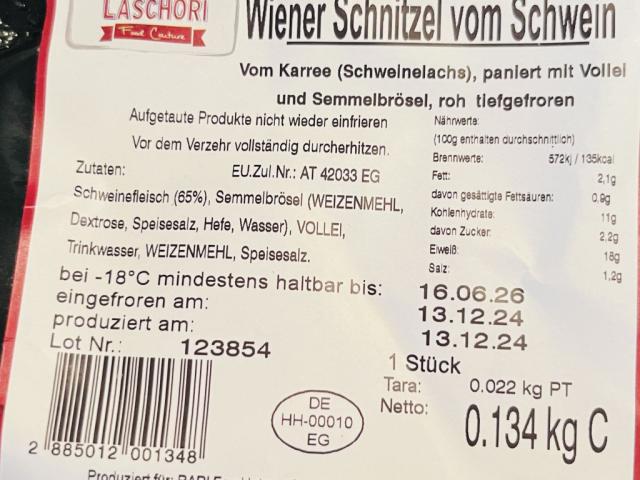 LASCHORI
Food Couture
Wiener Schnitzel vom Schwein
Vom Karree (Schweinelachs), paniert mit Vollei
und Semmelbrösel, roh tiefgefroren
Aufgetaute Produkte nicht wieder einfrieren
Vor dem Verzehr vollständig durcherhitzen.
Zutaten: EU.Zul.Nr.: AT 42033 EG
Schweinefleisch (65%), Semmelbrösel (WEIZENMEHL,
Dextrose, Speisesalz, Hefe, Wasser), VOLLEI,
Trinkwasser, WEIZENMEHL, Speisesalz.
Nährwerte:
(100g enthalten durchschnittlich)
Brennwerte: 572kj / 135kcal
Fett: 2,1g
davon gesättigte Fettsäuren: 0,9g
Kohlenhydrate: 11g
davon Zucker: 2,2g
Eiweiß: 18g
Salz: 1,2g
bei -18°C mindestens haltbar bis: 16.06.26
eingefroren am: 13.12.24
produziert am: 13.12.24
Lot Nr.: 123854
1 Stück
Tara: 0.022 kg PT
Netto: 0.134 kg C
DE
HH-00010
EG
2 885012 001348
Produziert für: